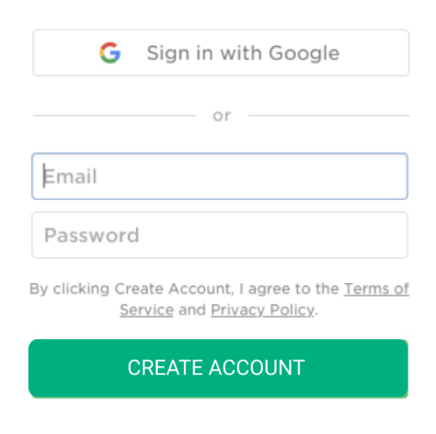 Sign in with Google
or
Email
Password
By clicking Create Account, I agree to the Terms of
Service and Privacy Policy.
CREATE ACCOUNT